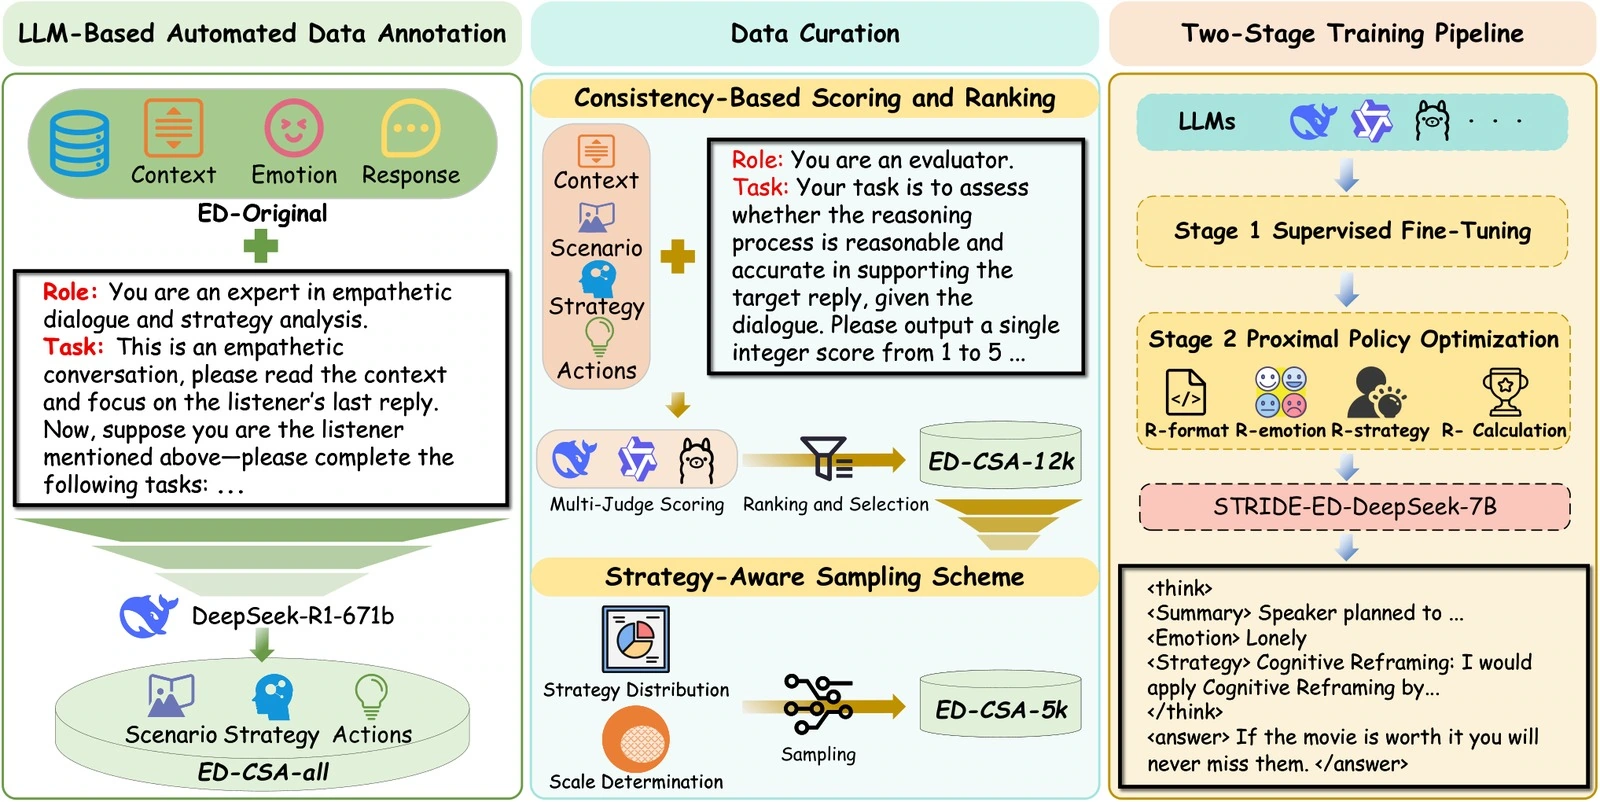 LLM-Based Automated Data Annotation
Context
Emotion
Response
ED-Original
Role: You are an expert in empathetic
dialogue and strategy analysis.
Task: This is an empathetic
conversation, please read the context
and focus on the listener's last reply.
Now, suppose you are the listener
mentioned above—please complete the
following tasks: ...
DeepSeek-R1-671b
Scenario
Strategy
Actions
ED-CSA-all
Data Curation
Consistency-Based Scoring and Ranking
Context
Scenario
Strategy
Actions
Role: You are an evaluator.
Task: Your task is to assess
whether the reasoning
process is reasonable and
accurate in supporting the
target reply, given the
dialogue. Please output a single
integer score from 1 to 5 ...
Multi-Judge Scoring
Ranking and Selection
ED-CSA-12k
Strategy-Aware Sampling Scheme
Strategy Distribution
Scale Determination
Sampling
ED-CSA-5k
Two-Stage Training Pipeline
LLMs
. . .
Stage 1 Supervised Fine-Tuning
Stage 2 Proximal Policy Optimization
</>
R-format
R-emotion
R-strategy
R- Calculation
STRIDE-ED-DeepSeek-7B
<think>
<Summary> Speaker planned to ...
<Emotion> Lonely
<Strategy> Cognitive Reframing: I would
apply Cognitive Reframing by...
</think>
<answer> If the movie is worth it you will
never miss them. </answer>